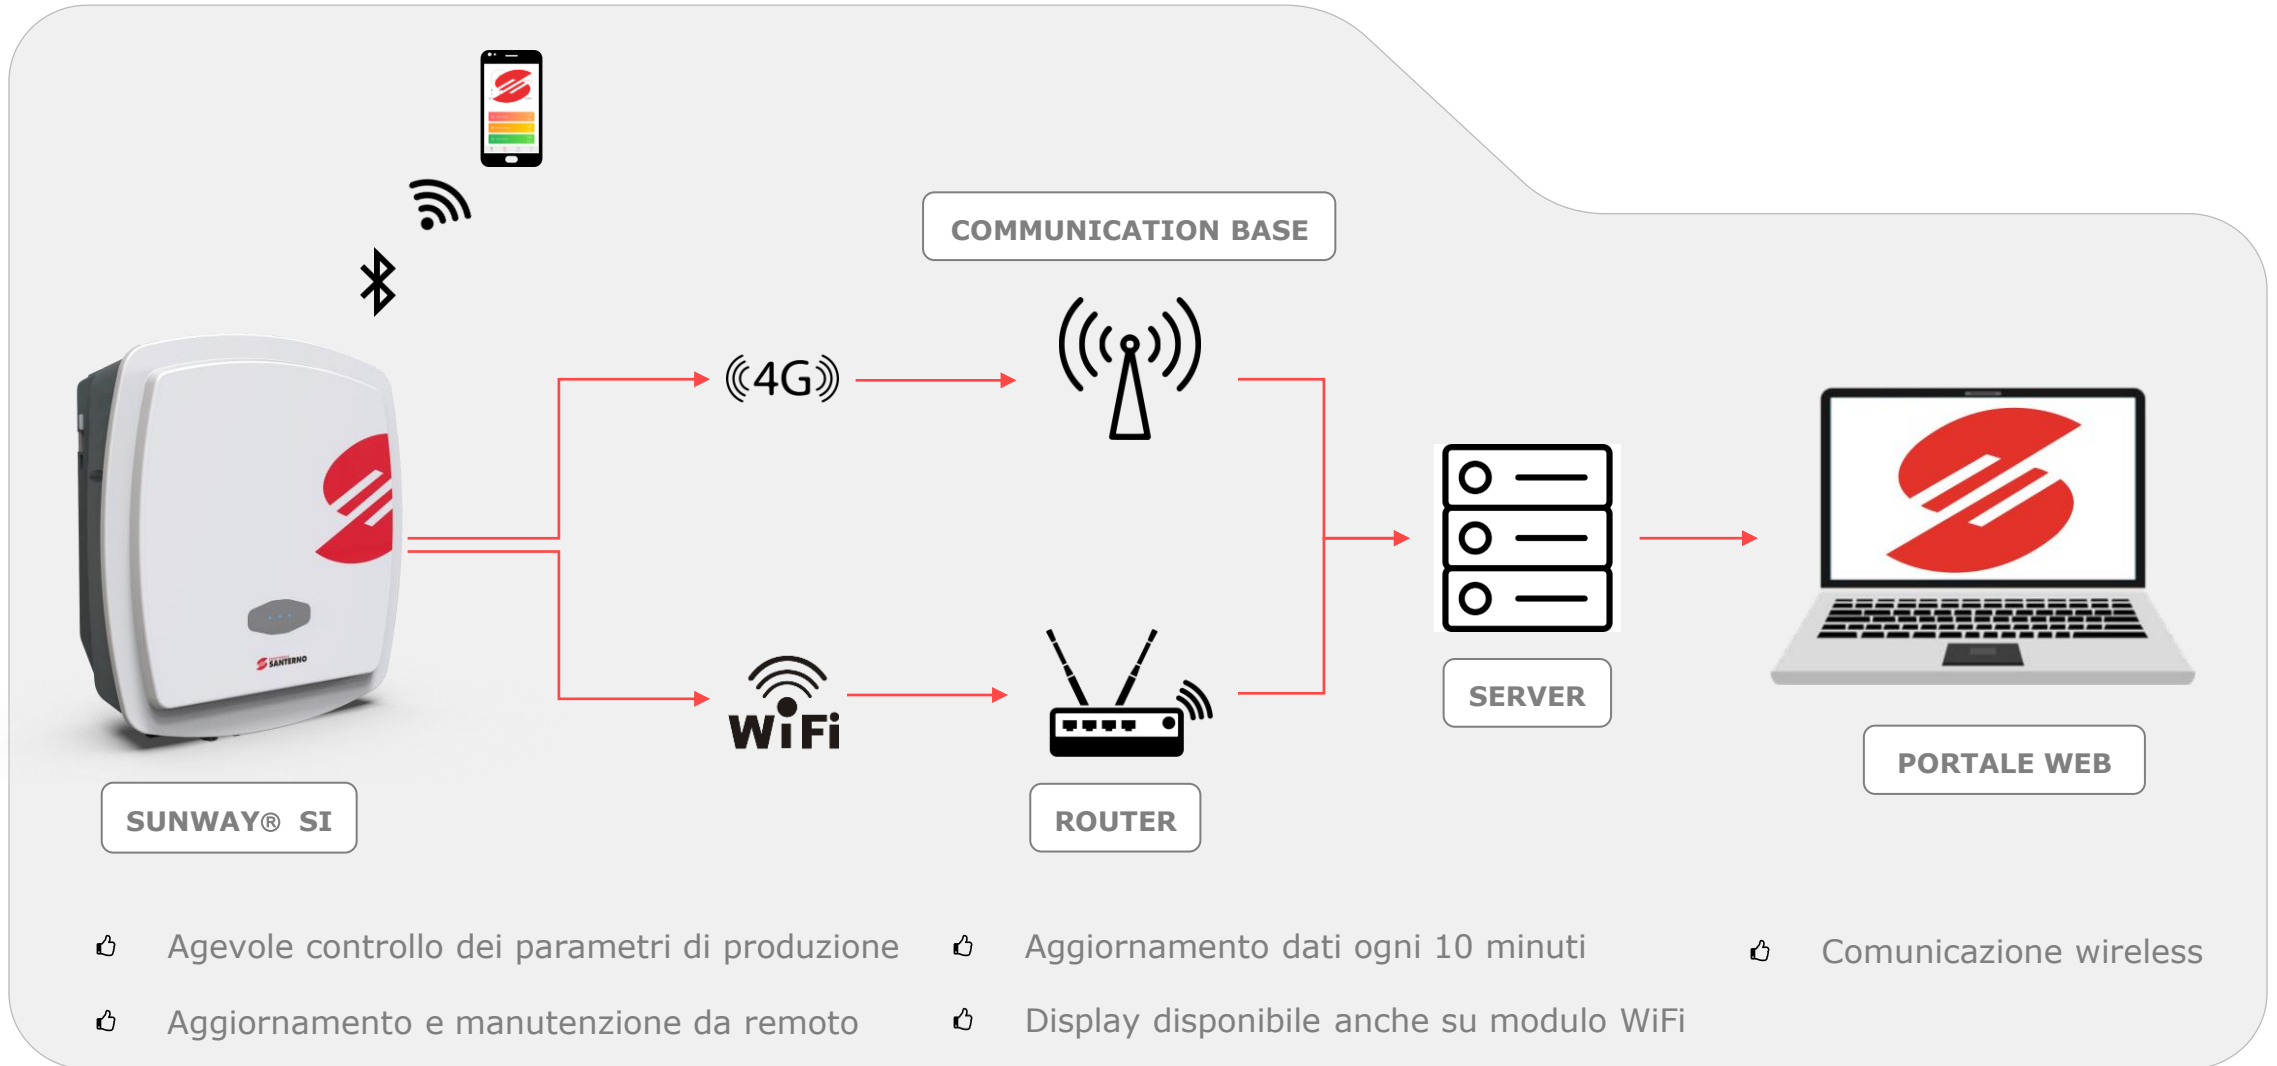 COMMUNICATION BASE
4G
WiFi
SANTERNO
SERVER
PORTALE WEB
SUNWAY® SI
ROUTER
Agevole controllo dei parametri di produzione
Aggiornamento dati ogni 10 minuti
Comunicazione wireless
Aggiornamento e manutenzione da remoto
Display disponibile anche su modulo WiFi